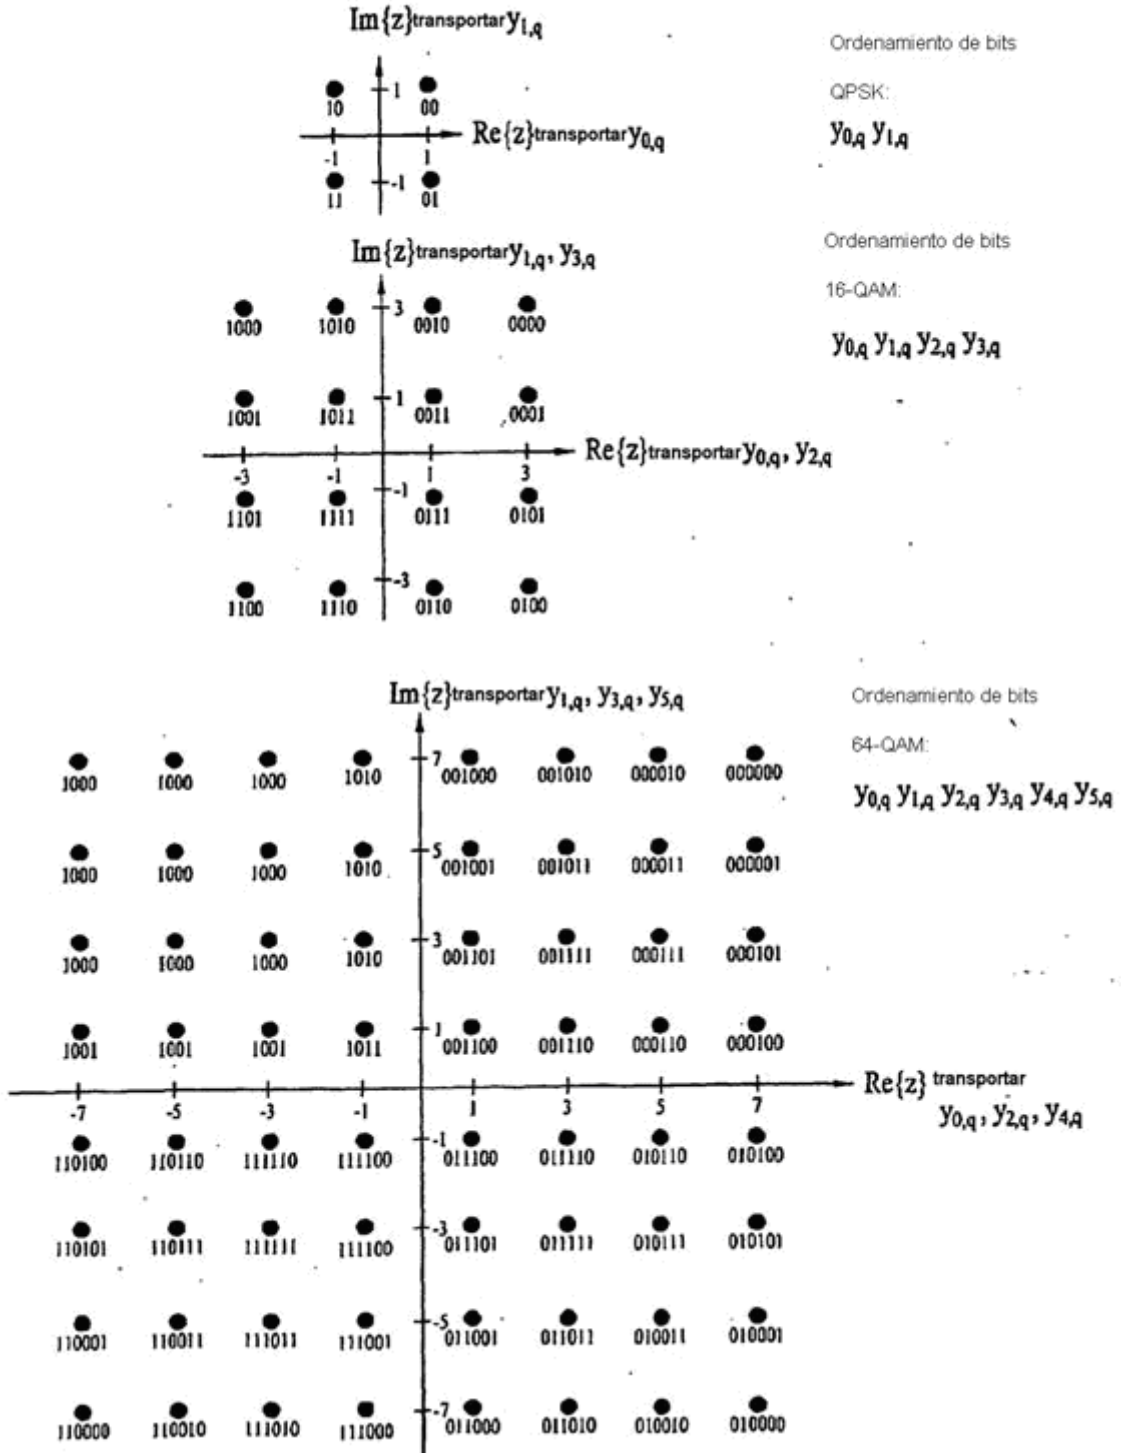 Im{z}transportar y1,q
Ordenamiento de bits
QPSK:
y0,q y1,q
1
10 00
Re{z}transportar y0,q
-1 1
-1
11 01
Im{z}transportar y1,q, y3,q
Ordenamiento de bits
16-QAM:
y0,q y1,q y2,q y3,q
3
1000 1010 0010 0000
1
1001 1011 0011 0001
Re{z}transportar y0,q, y2,q
-3 -1 1 3
-1
1101 1111 0111 0101
-3
1100 1110 0110 0100
Im{z}transportar y1,q, y3,q, y5,q
Ordenamiento de bits
64-QAM:
y0,q y1,q y2,q y3,q y4,q y5,q
7
1000 1000 1000 1010 001000 001010 000010 000000
5
1000 1000 1000 1010 001001 001011 000011 000001
3
1000 1000 1000 1010 001101 001111 000111 000101
1
1001 1001 1001 1011 001100 001110 000110 000100
Re{z} transportar
y0,q, y2,q, y4,q
-7 -5 -3 -1 1 3 5 7
-1
110100 110110 111110 111100 011100 011110 010110 010100
-3
110101 110111 111111 111100 011101 011111 010111 010101
-5
110001 110011 111011 111001 011001 011011 010011 010001
-7
110000 110010 111010 111000 011000 011010 010010 010000